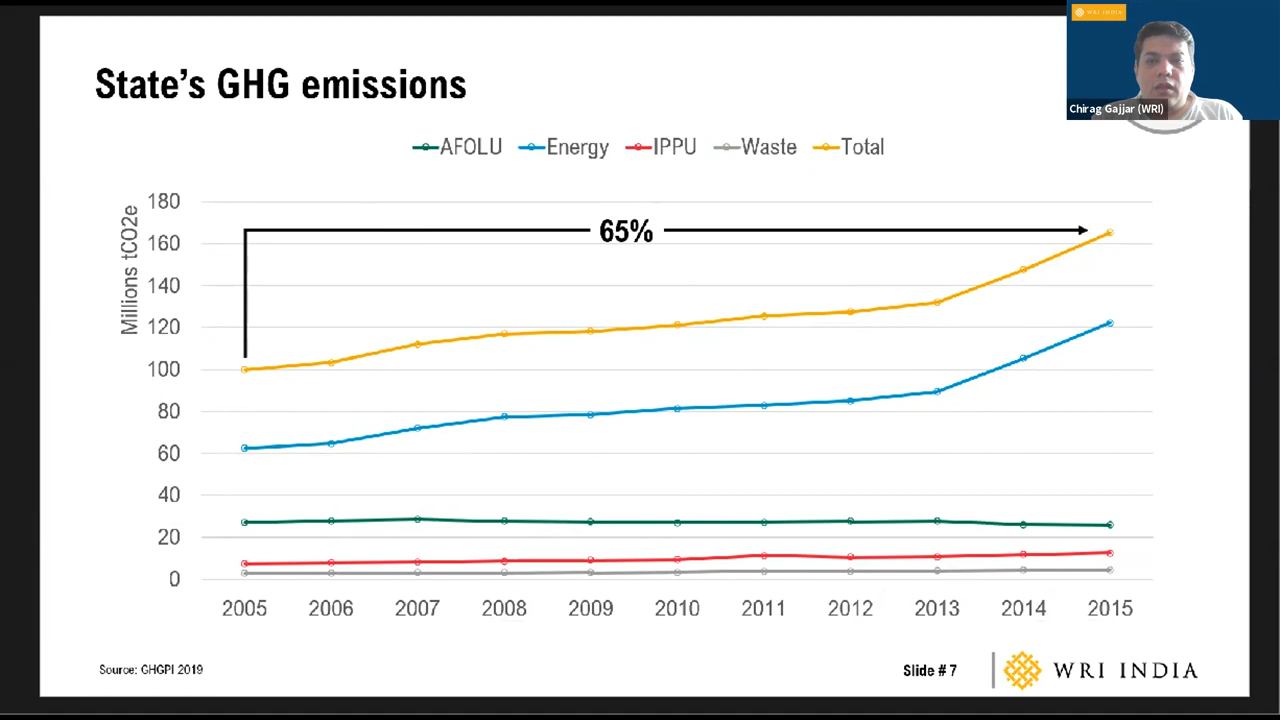 WRI INDIA
Chirag Gajjar (WRI)
State's GHG emissions
AFOLU Energy IPPU Waste Total
Millions tCO2e
180
160
140
120
100
80
60
40
20
0
65%
2005 2006 2007 2008 2009 2010 2011 2012 2013 2014 2015
Source: GHGPI 2019
Slide # 7
WRI INDIA